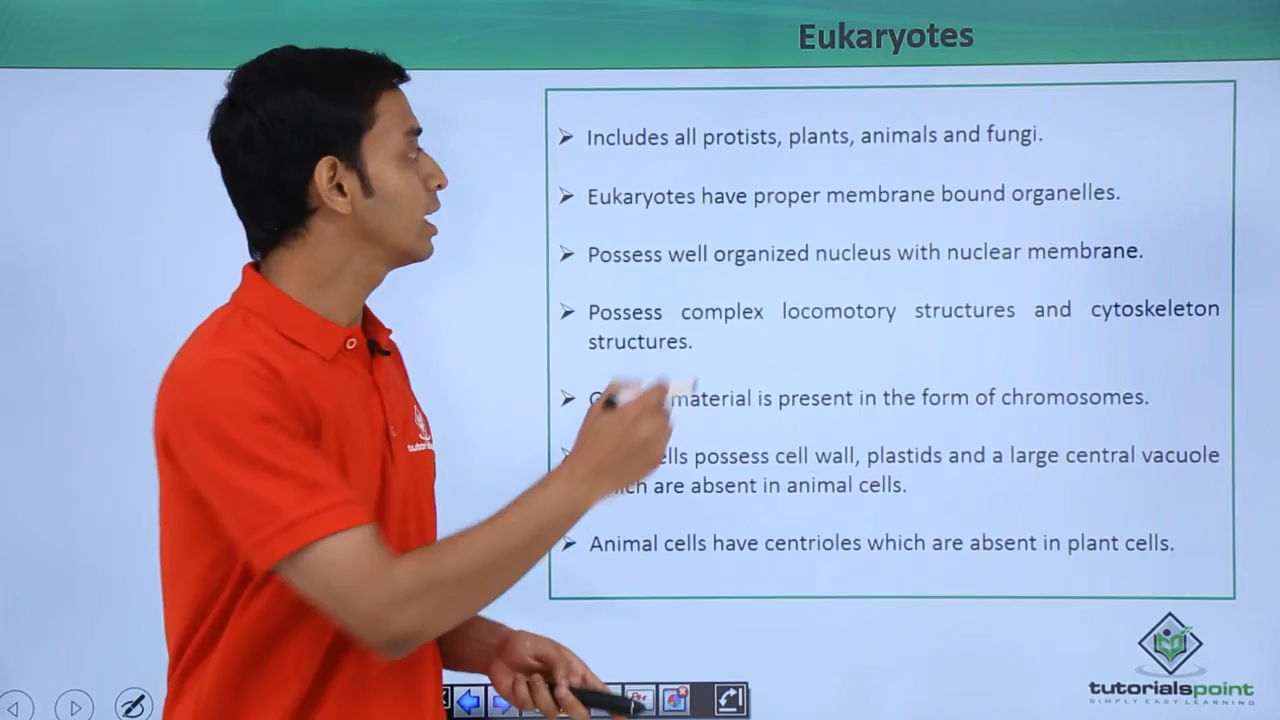 Eukaryotes
Includes all protists, plants, animals and fungi.
Eukaryotes have proper membrane bound organelles.
Possess well organized nucleus with nuclear membrane.
Possess complex locomotory structures and cytoskeleton
structures.
material is present in the form of chromosomes.
possess cell wall, plastids and a large central vacuole
are absent in animal cells.
Animal cells have centrioles which are absent in plant cells.
tutorialspoint
SIMPLY EASY LEARNING